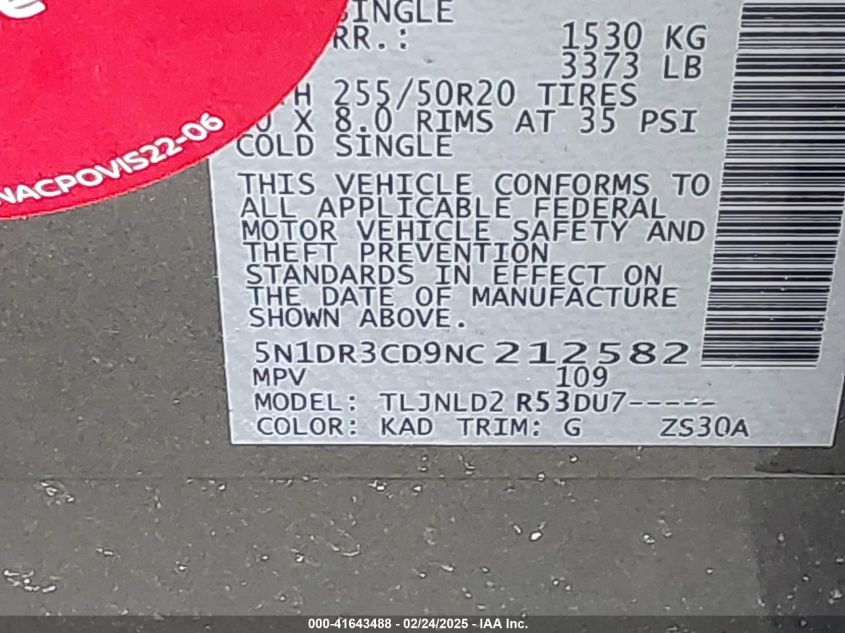 SINGLE
RR.: 1530 KG
3373 LB
255/50R20 TIRES
X 8.0 RIMS AT 35 PSI
COLD SINGLE
THIS VEHICLE CONFORMS TO
ALL APPLICABLE FEDERAL
MOTOR VEHICLE SAFETY AND
THEFT PREVENTION
STANDARDS IN EFFECT ON
THE DATE OF MANUFACTURE
SHOWN ABOVE.
5N1DR3CD9NC212582
MPV 109
MODEL: TLJNLD2 R53DU7-----
COLOR: KAD TRIM: G ZS30A
NACPOVIS22-06
000-41643488 - 02/24/2025 - IAA Inc.